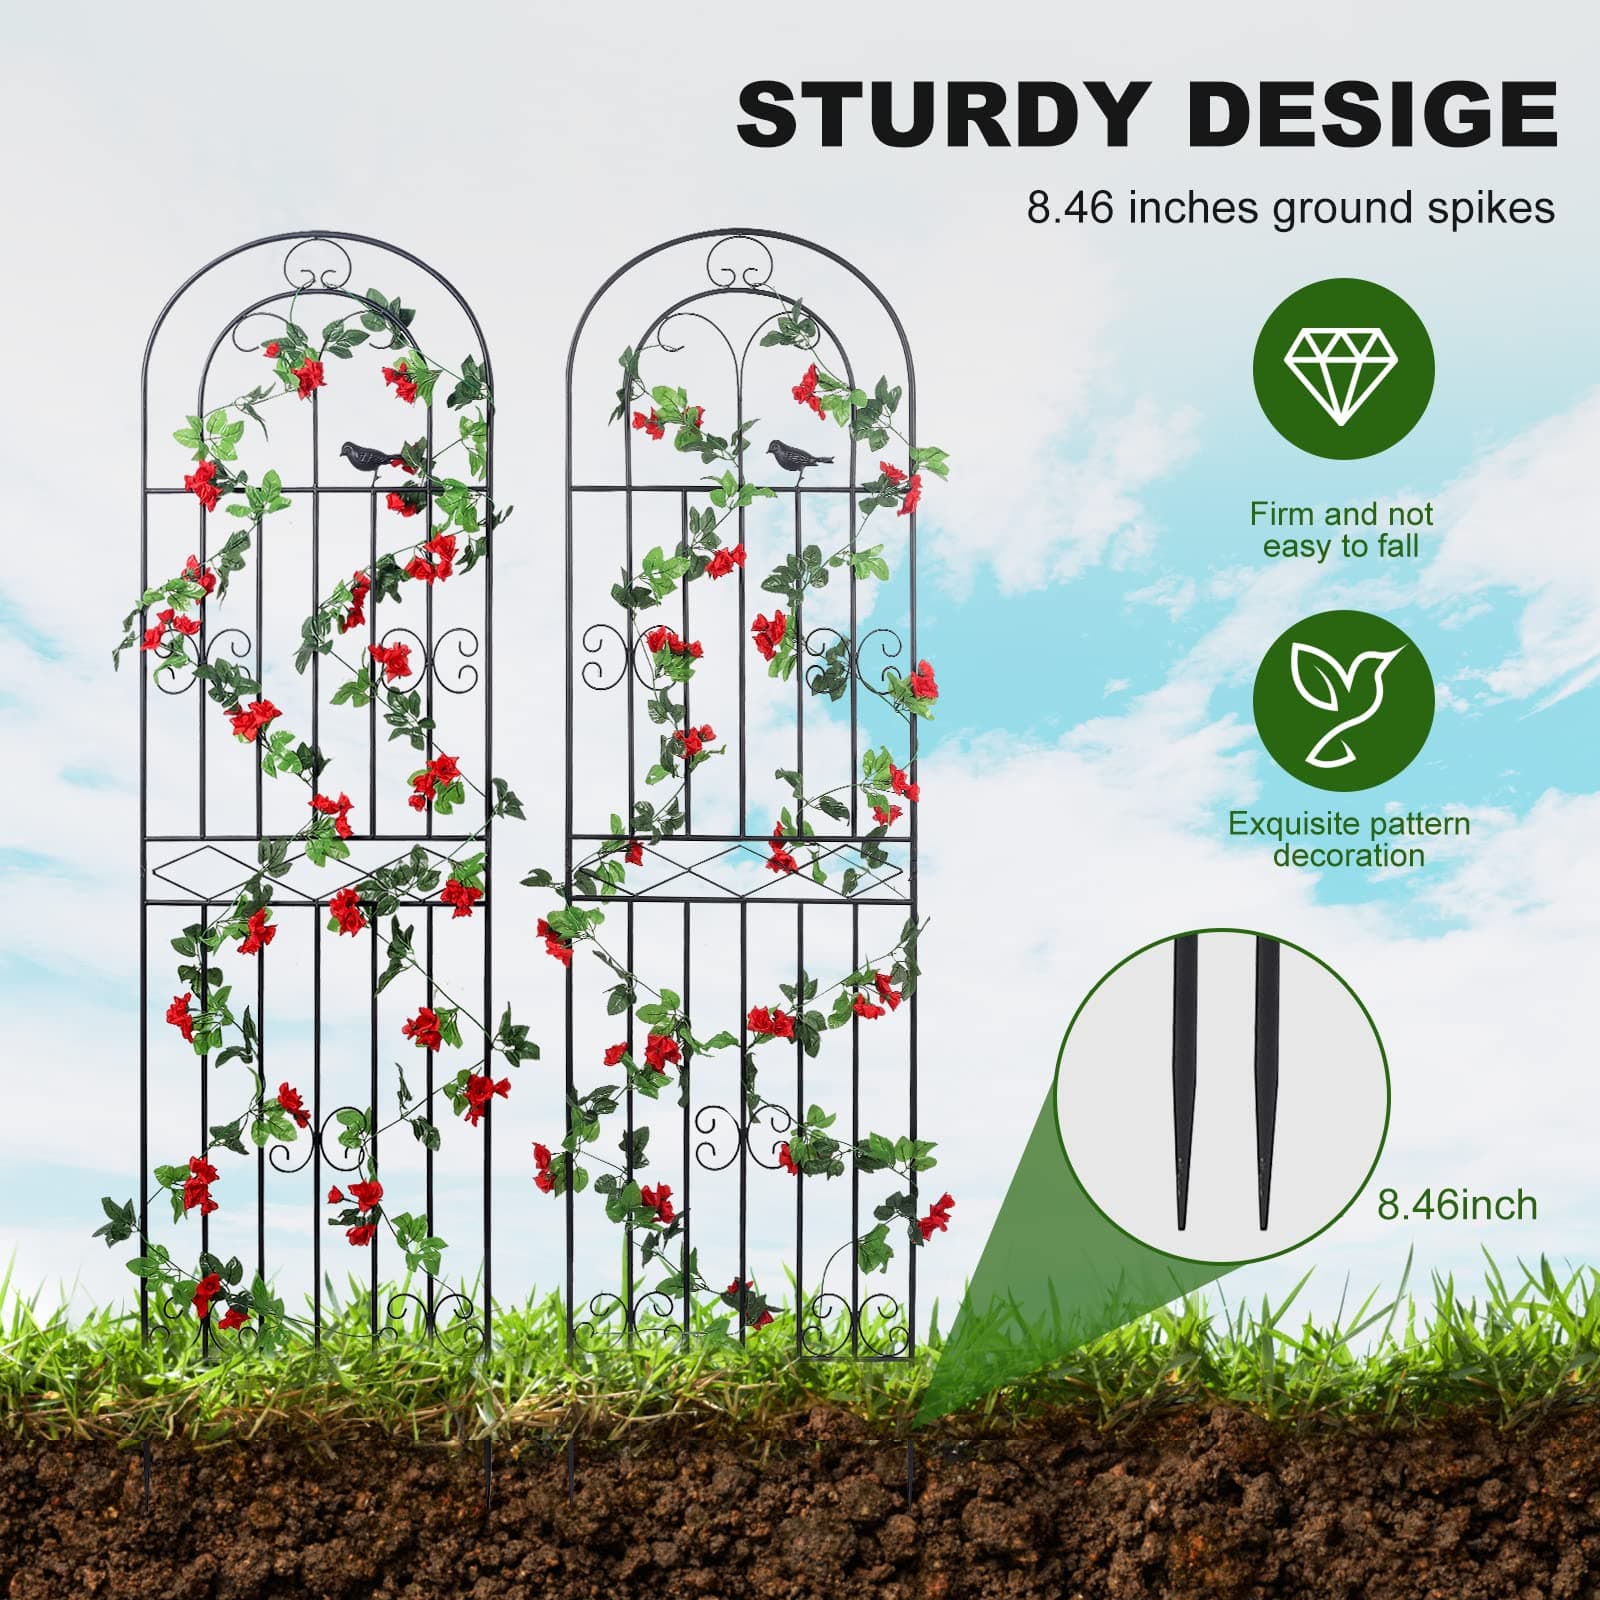 STURDY DESIGE
8.46 inches ground spikes
Firm and not
easy to fall
Exquisite pattern
decoration
8.46inch